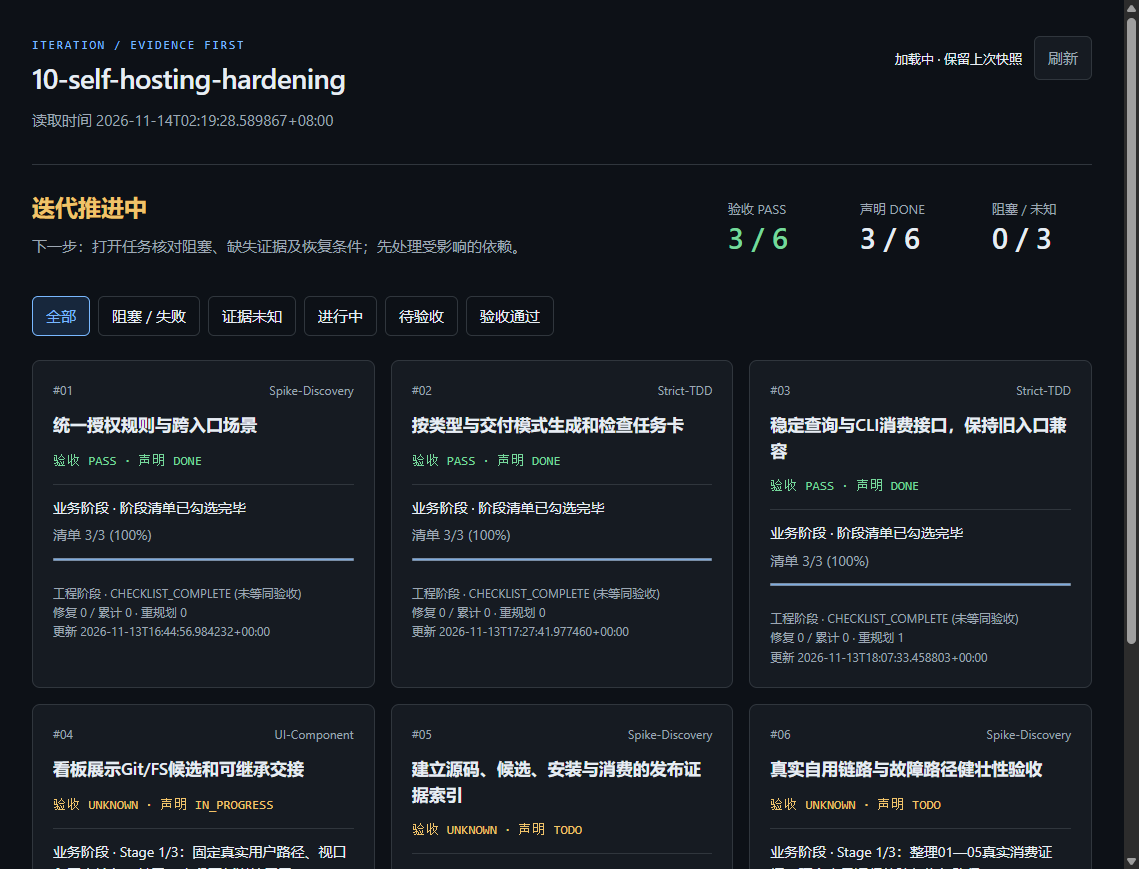 ITERATION / EVIDENCE FIRST
10-self-hosting-hardening
读取时间 2026-11-14T02:19:28.589867+08:00
加载中 · 保留上次快照
刷新
迭代推进中
下一步：打开任务核对阻塞、缺失证据及恢复条件；先处理受影响的依赖。
验收 PASS
3 / 6
声明 DONE
3 / 6
阻塞 / 未知
0 / 3
全部
阻塞 / 失败
证据未知
进行中
待验收
验收通过
#01
Spike-Discovery
统一授权规则与跨入口场景
验收 PASS · 声明 DONE
业务阶段 · 阶段清单已勾选完毕
清单 3/3 (100%)
工程阶段 · CHECKLIST_COMPLETE (未等同验收)
修复 0 / 累计 0 · 重规划 0
更新 2026-11-13T16:44:56.984232+00:00
#02
Strict-TDD
按类型与交付模式生成和检查任务卡
验收 PASS · 声明 DONE
业务阶段 · 阶段清单已勾选完毕
清单 3/3 (100%)
工程阶段 · CHECKLIST_COMPLETE (未等同验收)
修复 0 / 累计 0 · 重规划 0
更新 2026-11-13T17:27:41.977460+00:00
#03
Strict-TDD
稳定查询与CLI消费接口，保持旧入口兼
容
验收 PASS · 声明 DONE
业务阶段 · 阶段清单已勾选完毕
清单 3/3 (100%)
工程阶段 · CHECKLIST_COMPLETE (未等同验收)
修复 0 / 累计 0 · 重规划 1
更新 2026-11-13T18:07:33.458803+00:00
#04
UI-Component
看板展示Git/FS候选和可继承交接
验收 UNKNOWN · 声明 IN_PROGRESS
业务阶段 · Stage 1/3：固定真实用户路径、视口
#05
Spike-Discovery
建立源码、候选、安装与消费的发布证
据索引
验收 UNKNOWN · 声明 TODO
#06
Spike-Discovery
真实自用链路与故障路径健壮性验收
验收 UNKNOWN · 声明 TODO
业务阶段 · Stage 1/3：整理01—05真实消费证